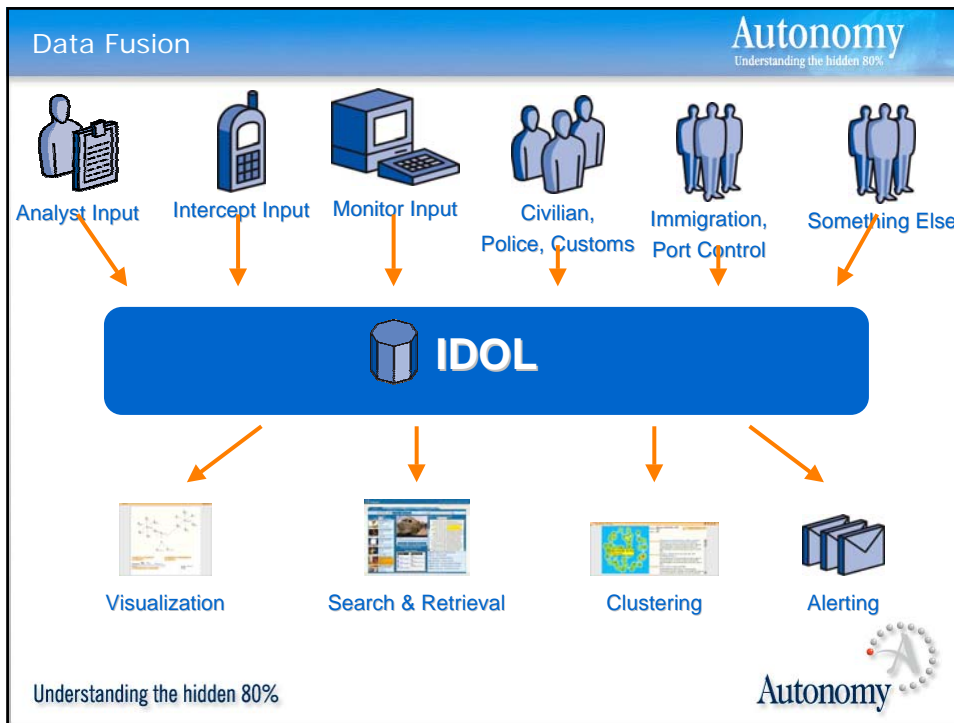 Data Fusion
Autonomy
Understanding the hidden 80%
Analyst Input
Intercept Input
Monitor Input
Civilian,
Police, Customs
Immigration,
Port Control
Something Else
IDOL
Visualization
Search & Retrieval
Clustering
Alerting
Understanding the hidden 80%
Autonomy